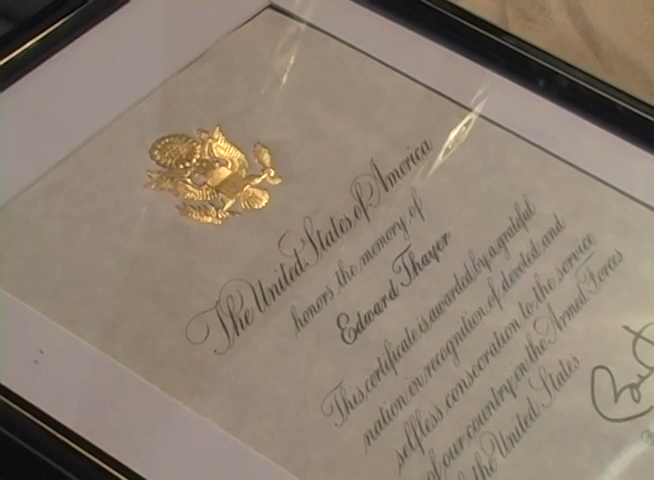 The United States of America
honors the memory of
Edward Thayer
This certificate is awarded by a grateful
nation in recognition of devoted and
selfless consecration to the service
of our country in the Armed Forces
of the United States